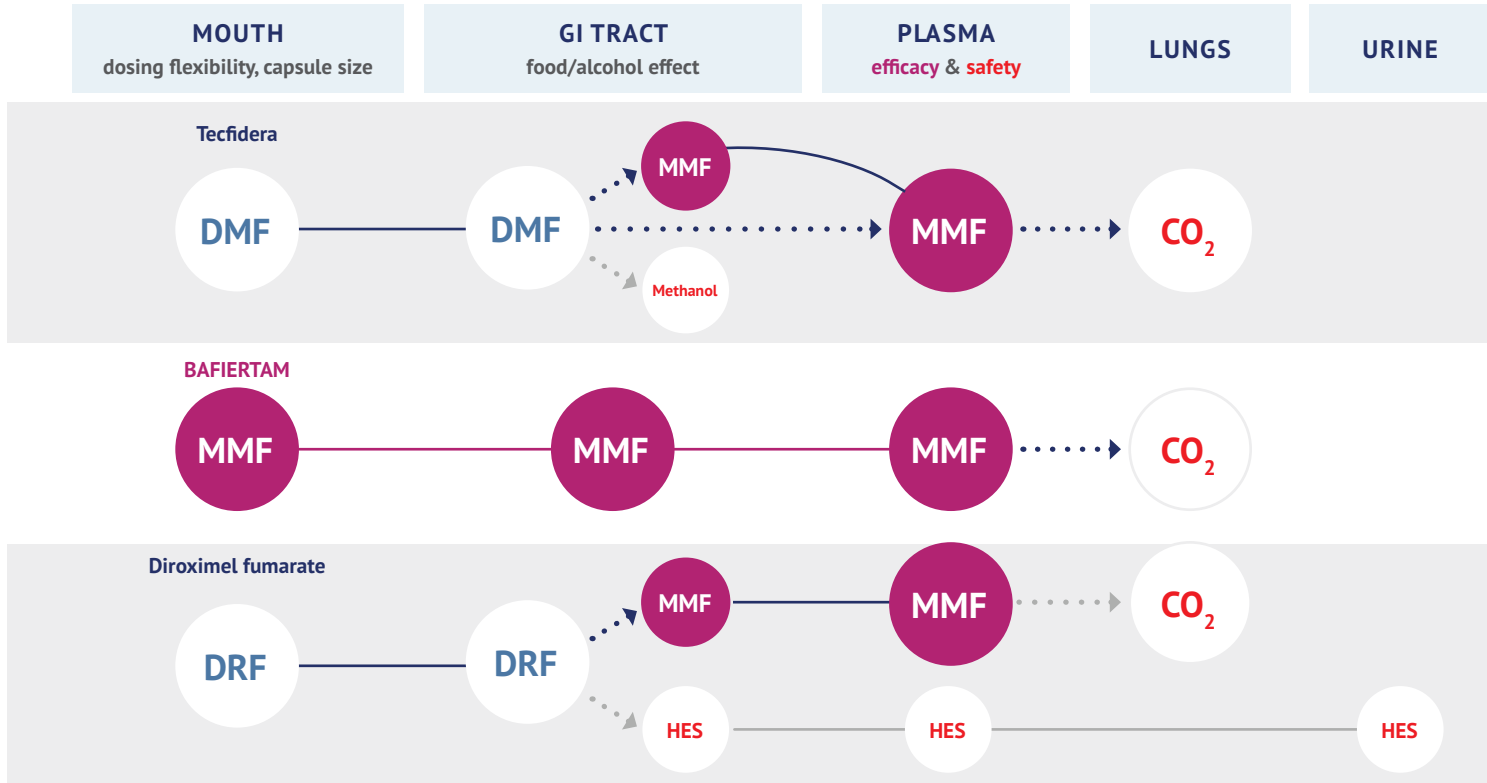 MOUTH
dosing flexibility, capsule size
GI TRACT
food/alcohol effect
PLASMA
efficacy & safety
LUNGS
URINE
Tecfidera
DMF
DMF
MMF
Methanol
MMF
CO2
BAFIERTAM
MMF
MMF
MMF
CO2
Diroximel fumarate
DRF
DRF
MMF
MMF
CO2
HES
HES
HES